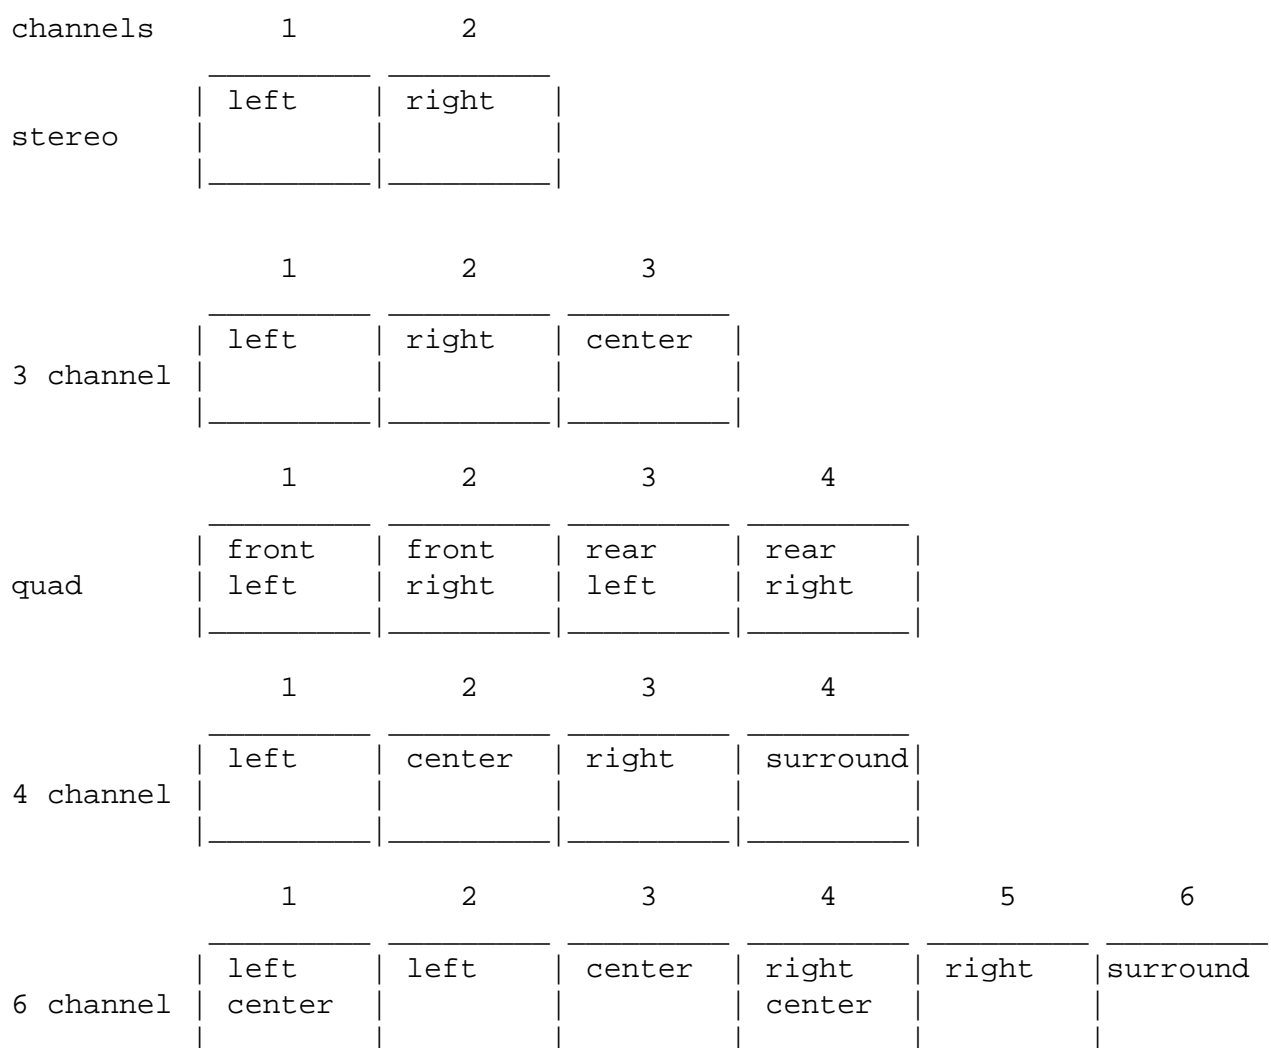 channels 1 2
left right
stereo
1 2 3
left right center
3 channel
1 2 3 4
front front rear rear
quad left right left right
1 2 3 4
left center right surround
4 channel
1 2 3 4 5 6
left left center right right surround
6 channel center center